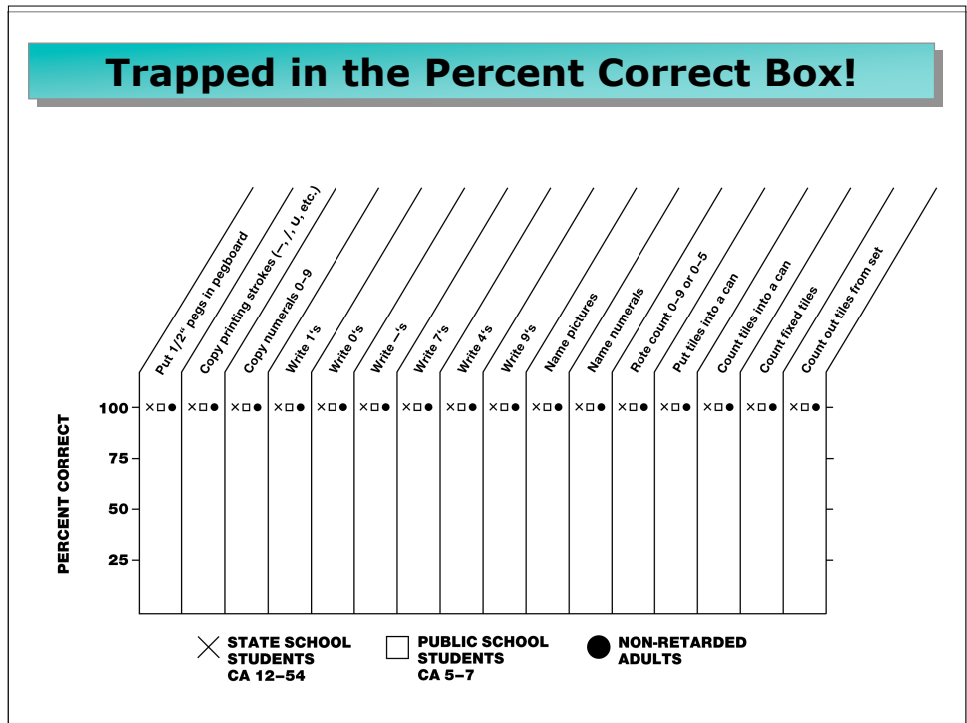 Trapped in the Percent Correct Box!
Put 1/2“ pegs in pegboard
Copy printing strokes (—, /, U, etc.)
Copy numerals 0–9
Write 1's
Write 0's
Write —'s
Write 7's
Write 4's
Write 9's
Name pictures
Name numerals
Rote count 0–9 or 0–5
Put tiles into a can
Count tiles into a can
Count fixed tiles
Count out tiles from set
PERCENT CORRECT
100
75
50
25
STATE SCHOOL
STUDENTS
CA 12–54
PUBLIC SCHOOL
STUDENTS
CA 5–7
NON-RETARDED
ADULTS